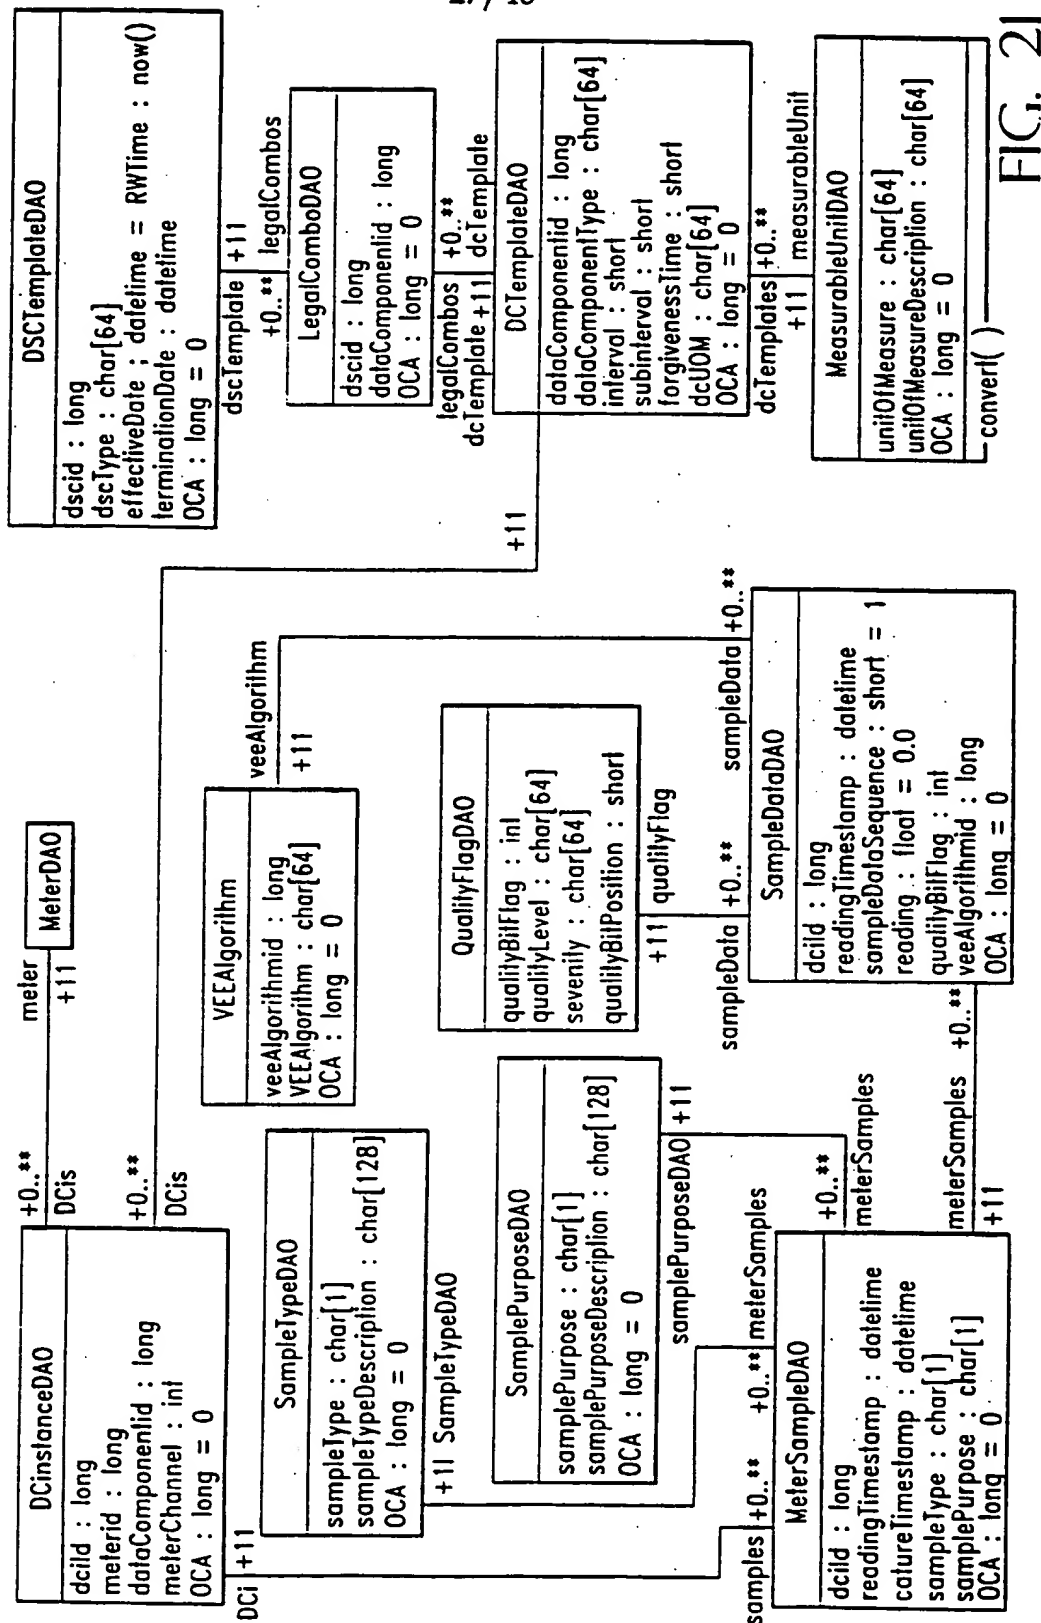 DCinstanceDAO
dcild : long
meterid : long
dataComponentid : long
meterChannel : int
OCA : long = 0
+0..**
DCis
meter
+11
MeterDAO
+0..**
DCis
+11
DCi
+11
SampleTypeDAO
sampleType : char[1]
sampleTypeDescription : char[128]
OCA : long = 0
+11 SampleTypeDAO
VEEAlgorithm
veeAlgorithmid : long
VEEAlgorithm : char[64]
OCA : long = 0
veeAlgorithm
+11
SamplePurposeDAO
samplePurpose : char[1]
samplePurposeDescription : char[128]
OCA : long = 0
samplePurposeDAO
+11
QualityFlagDAO
qualityBitFlag : int
qualityLevel : char[64]
sevenity : char[64]
qualityBitPosition : short
+11
qualityFlag
sampleData
+0..**
sampleData
+0..**
samples
+0..**
+0..**
meterSamples
+0..**
meterSamples
MeterSampleDAO
dciid : long
readingTimestamp : datetime
catureTimestamp : datetime
sampleType : char[1]
samplePurpose : char[1]
OCA : long = 0
meterSamples
+11
+0..**
SampleDataDAO
dciId : long
readingTimestamp : datetime
sampleDataSequence : short = 1
reading : float = 0.0
qualityBitFlag : int
veeAlgorithmid : long
OCA : long = 0
DSCTemplateDAO
dscid : long
dscType : char[64]
effectiveDate ; datetime = RWTime : now()
terminationDate : datetime
OCA : long = 0
dscTemplate
+11
+0..**
legalCombos
LegalComboDAO
dscid : long
dataComponentid : long
OCA : long = 0
legalCombos
+0..**
dcTemplate +11
dcTemplate
DCTemplateDAO
dataComponentid : long
dataComponentType : char[64]
interval : short
subinterval : short
forgivenessTime : short
dcUOM : char[64]
OCA : long = 0
dcTemplates
+0..**
+11
measurableUnit
MeasurableUnitDAO
unitOfMeasure : char[64]
unitOfMeasureDescription : char[64]
OCA : long = 0
convert( )
FIG. 21